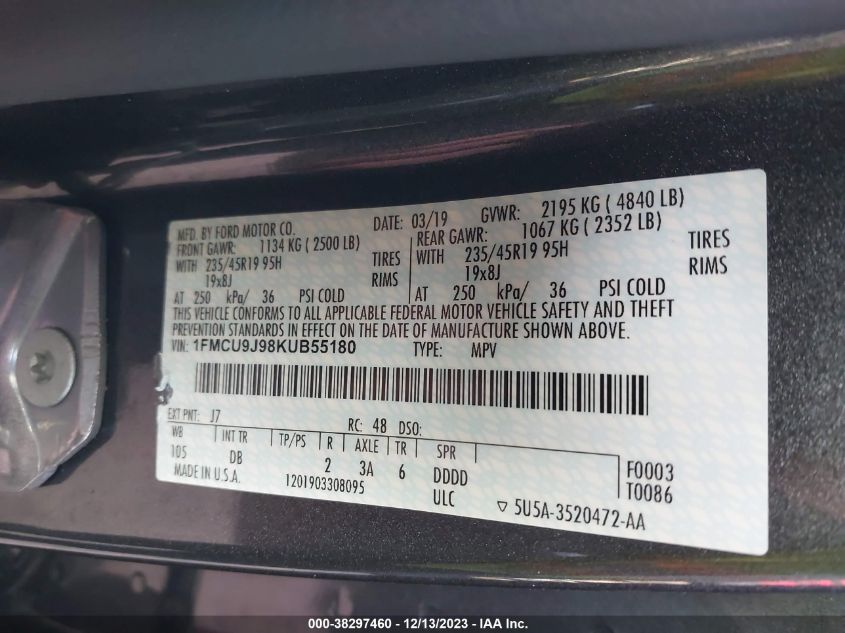 MFD. BY FORD MOTOR CO. DATE: 03/19 GVWR: 2195 KG ( 4840 LB)
FRONT GAWR: 1134 KG ( 2500 LB) REAR GAWR: 1067 KG ( 2352 LB)
WITH 235/45R19 95H TIRES WITH 235/45R19 95H TIRES
19x8J RIMS 19x8J RIMS
AT 250 kPa/ 36 PSI COLD AT 250 kPa/ 36 PSI COLD
THIS VEHICLE CONFORMS TO ALL APPLICABLE FEDERAL MOTOR VEHICLE SAFETY AND THEFT
PREVENTION STANDARDS IN EFFECT ON THE DATE OF MANUFACTURE SHOWN ABOVE.
VIN: 1FMCU9J98KUB55180 TYPE: MPV
EXT PNT: J7 RC: 48 DSO:
WB INT TR TP/PS R AXLE TR SPR
105 DB 2 3A 6 DDDD F0003
MADE IN U.S.A. 1201903308095 ULC T0086
▽ 5U5A-3520472-AA
000-38297460 - 12/13/2023 - IAA Inc.